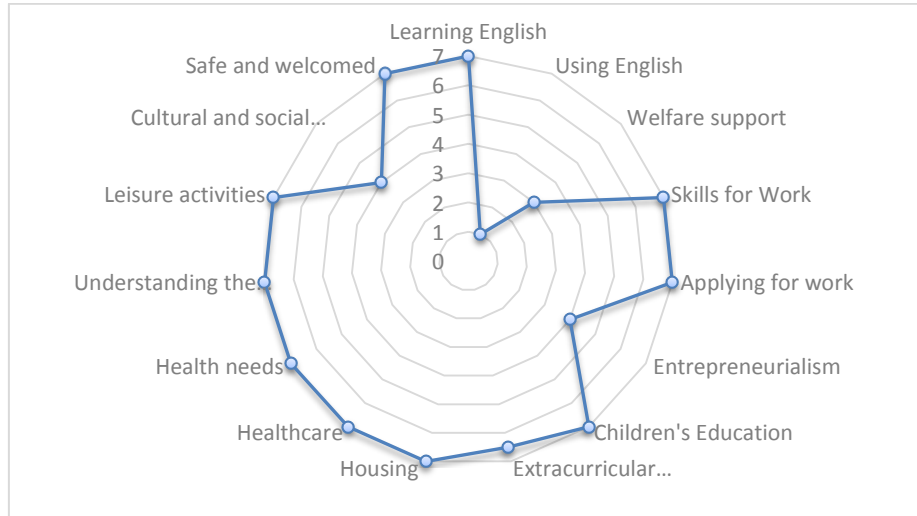 Learning English
Using English
Welfare support
Skills for Work
Applying for work
Entrepreneurialism
Children's Education
Extracurricular...
Housing
Healthcare
Health needs
Understanding the...
Leisure activities
Cultural and social...
Safe and welcomed
7
6
5
4
3
2
1
0